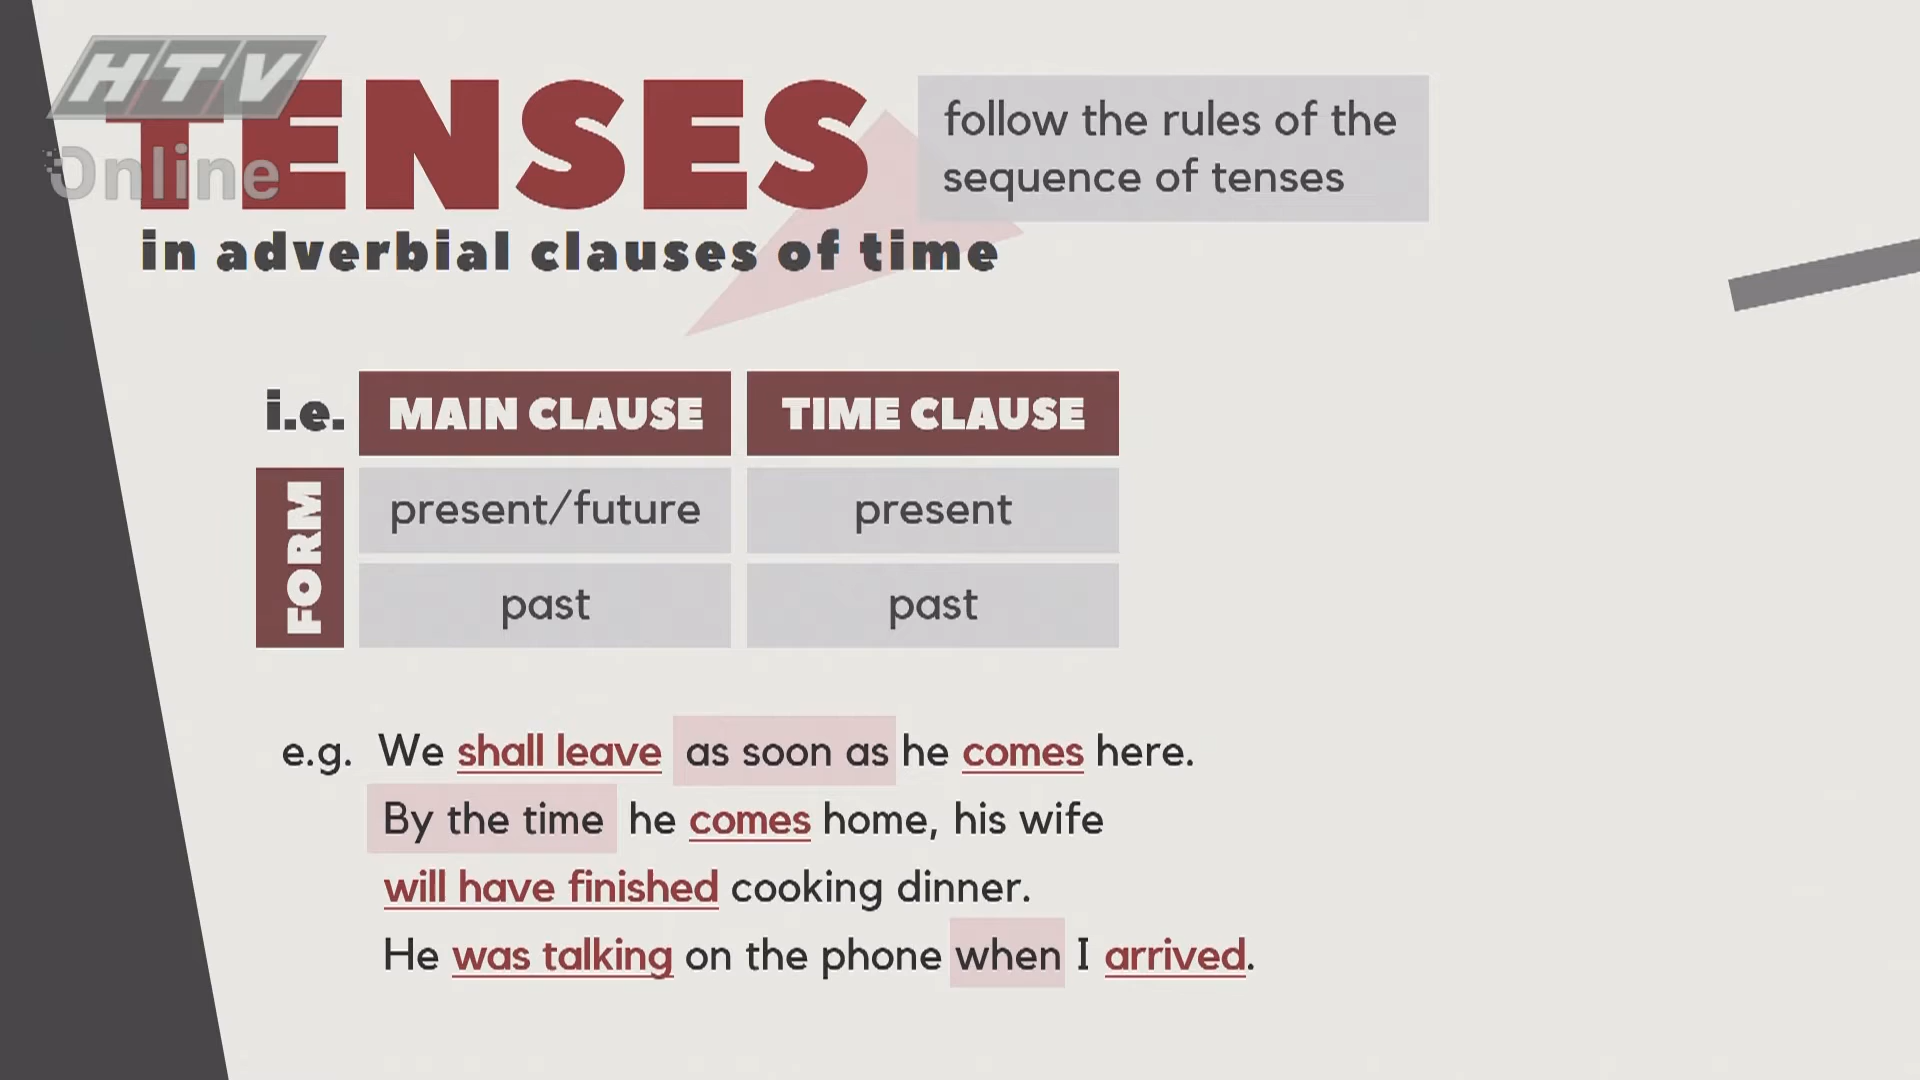 HTV
Online
TENSES
in adverbial clauses of time
follow the rules of the
sequence of tenses
i.e.
MAIN CLAUSE
TIME CLAUSE
FORM
present/future
present
past
past
e.g. We shall leave as soon as he comes here.
By the time he comes home, his wife
will have finished cooking dinner.
He was talking on the phone when I arrived.